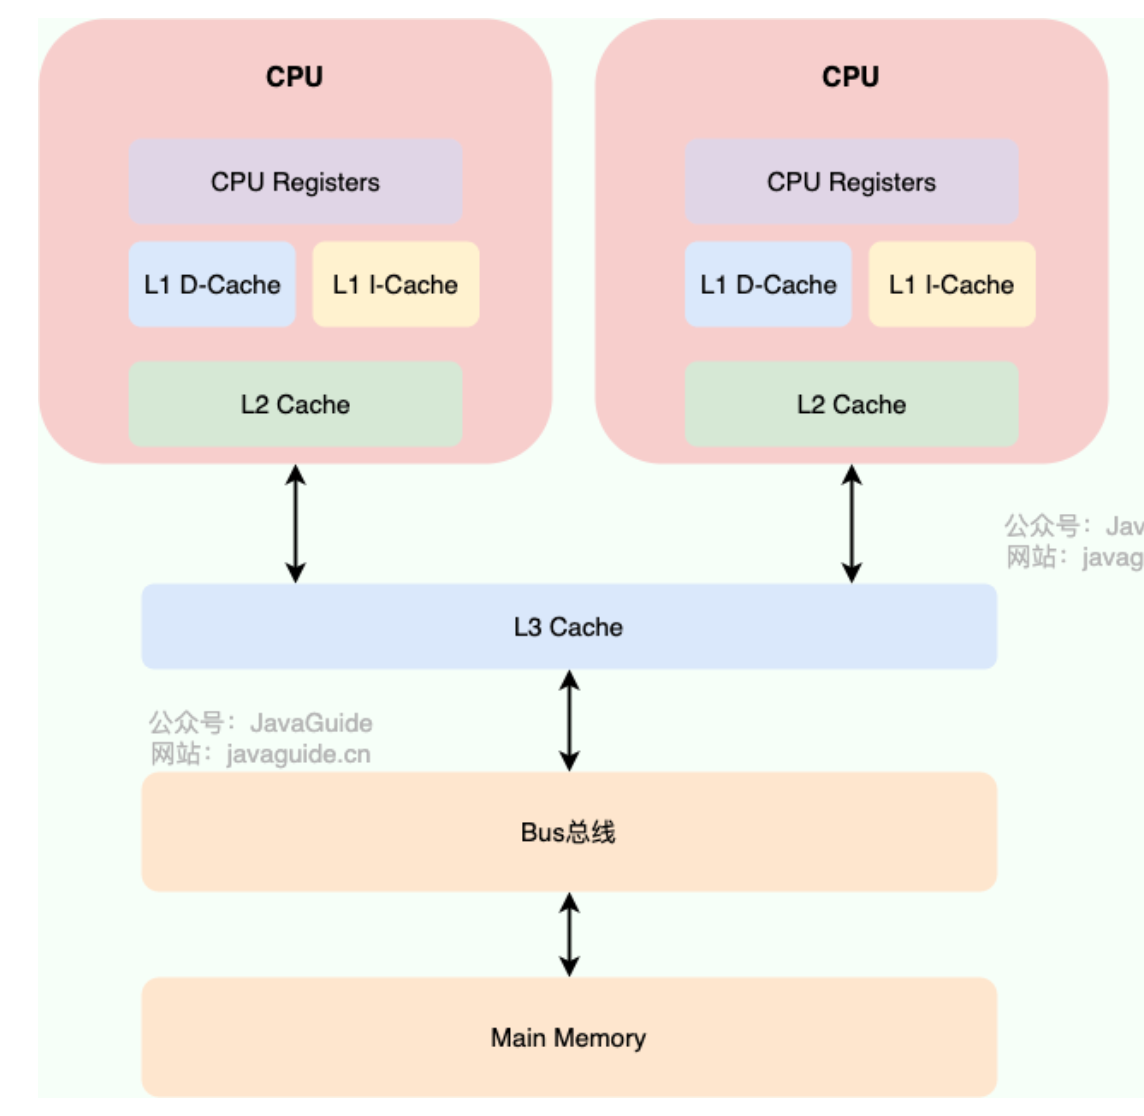 CPU
CPU
CPU Registers
CPU Registers
L1 D-Cache
L1 I-Cache
L1 D-Cache
L1 I-Cache
L2 Cache
L2 Cache
公众号：Jav
网站：javag
L3 Cache
公众号：JavaGuide
网站：javaguide.cn
Bus总线
Main Memory